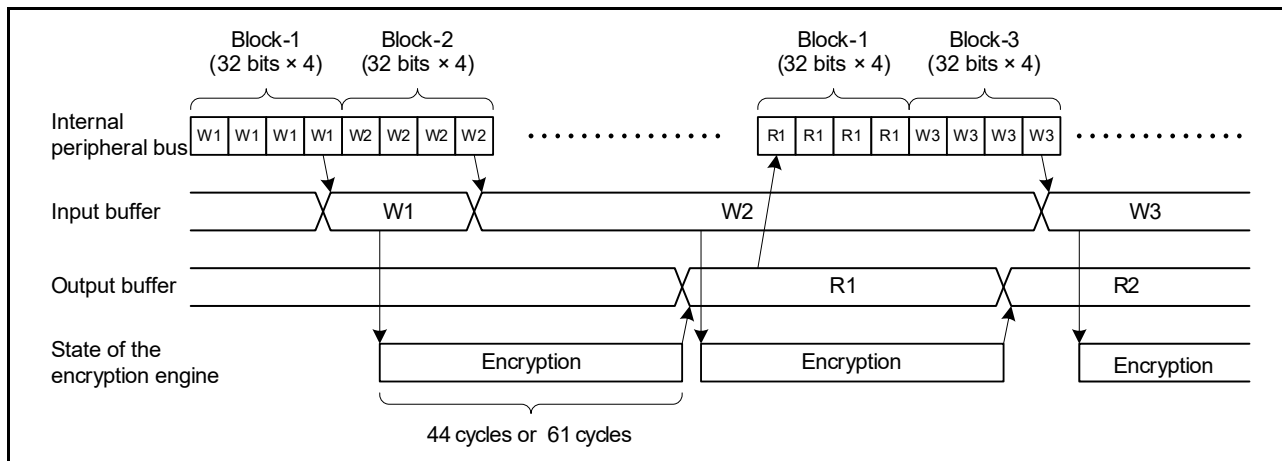 Block-1 Block-2 Block-1 Block-3
(32 bits × 4) (32 bits × 4) (32 bits × 4) (32 bits × 4)
Internal peripheral bus
W1 W1 W1 W1 W2 W2 W2 W2 R1 R1 R1 R1 W3 W3 W3 W3
Input buffer W1 W2 W3
Output buffer R1 R2
State of the
encryption engine
Encryption Encryption Encryption
44 cycles or 61 cycles